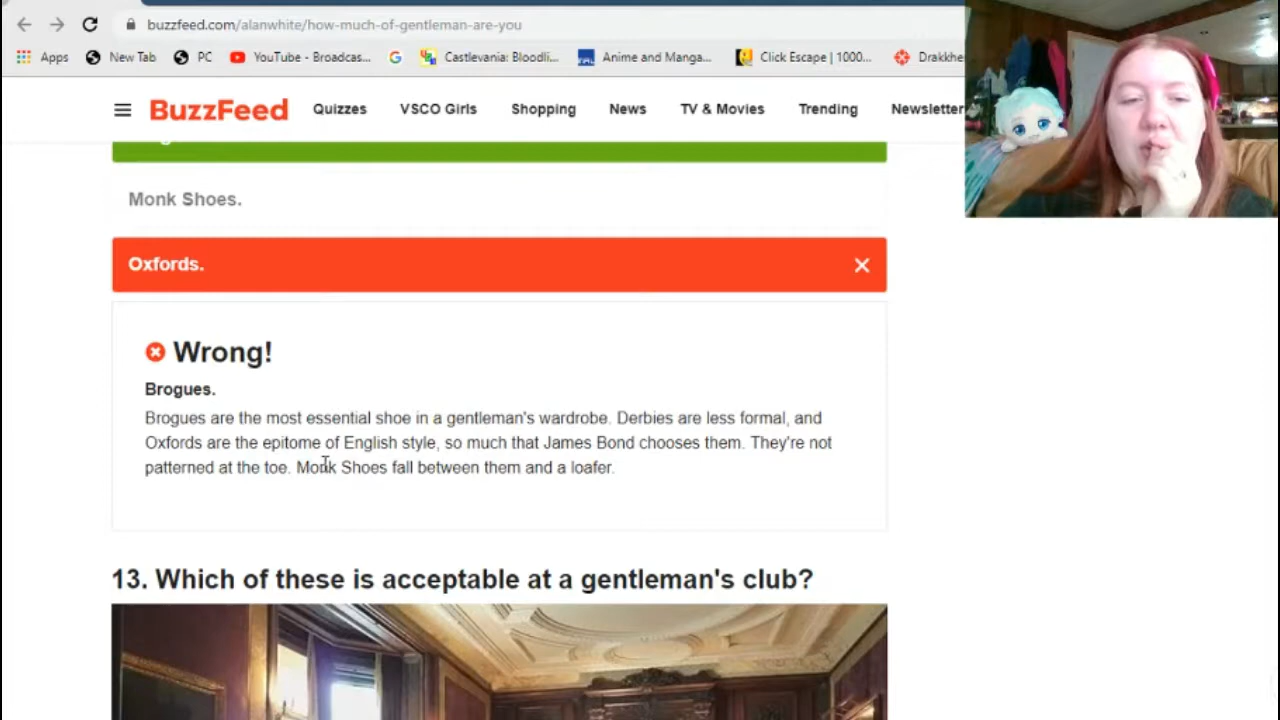 buzzfeed.com/alanwhite/how-much-of-gentleman-are-you
Apps New Tab PC YouTube - Broadcas... Castlevania: Bloodli... Anime and Manga... Click Escape | 1000... Drakkhe
BuzzFeed Quizzes VSCO Girls Shopping News TV & Movies Trending Newsletter
Monk Shoes.
Oxfords.
Wrong!
Brogues.
Brogues are the most essential shoe in a gentleman's wardrobe. Derbies are less formal, and
Oxfords are the epitome of English style, so much that James Bond chooses them. They're not
patterned at the toe. Monk Shoes fall between them and a loafer.
13. Which of these is acceptable at a gentleman's club?